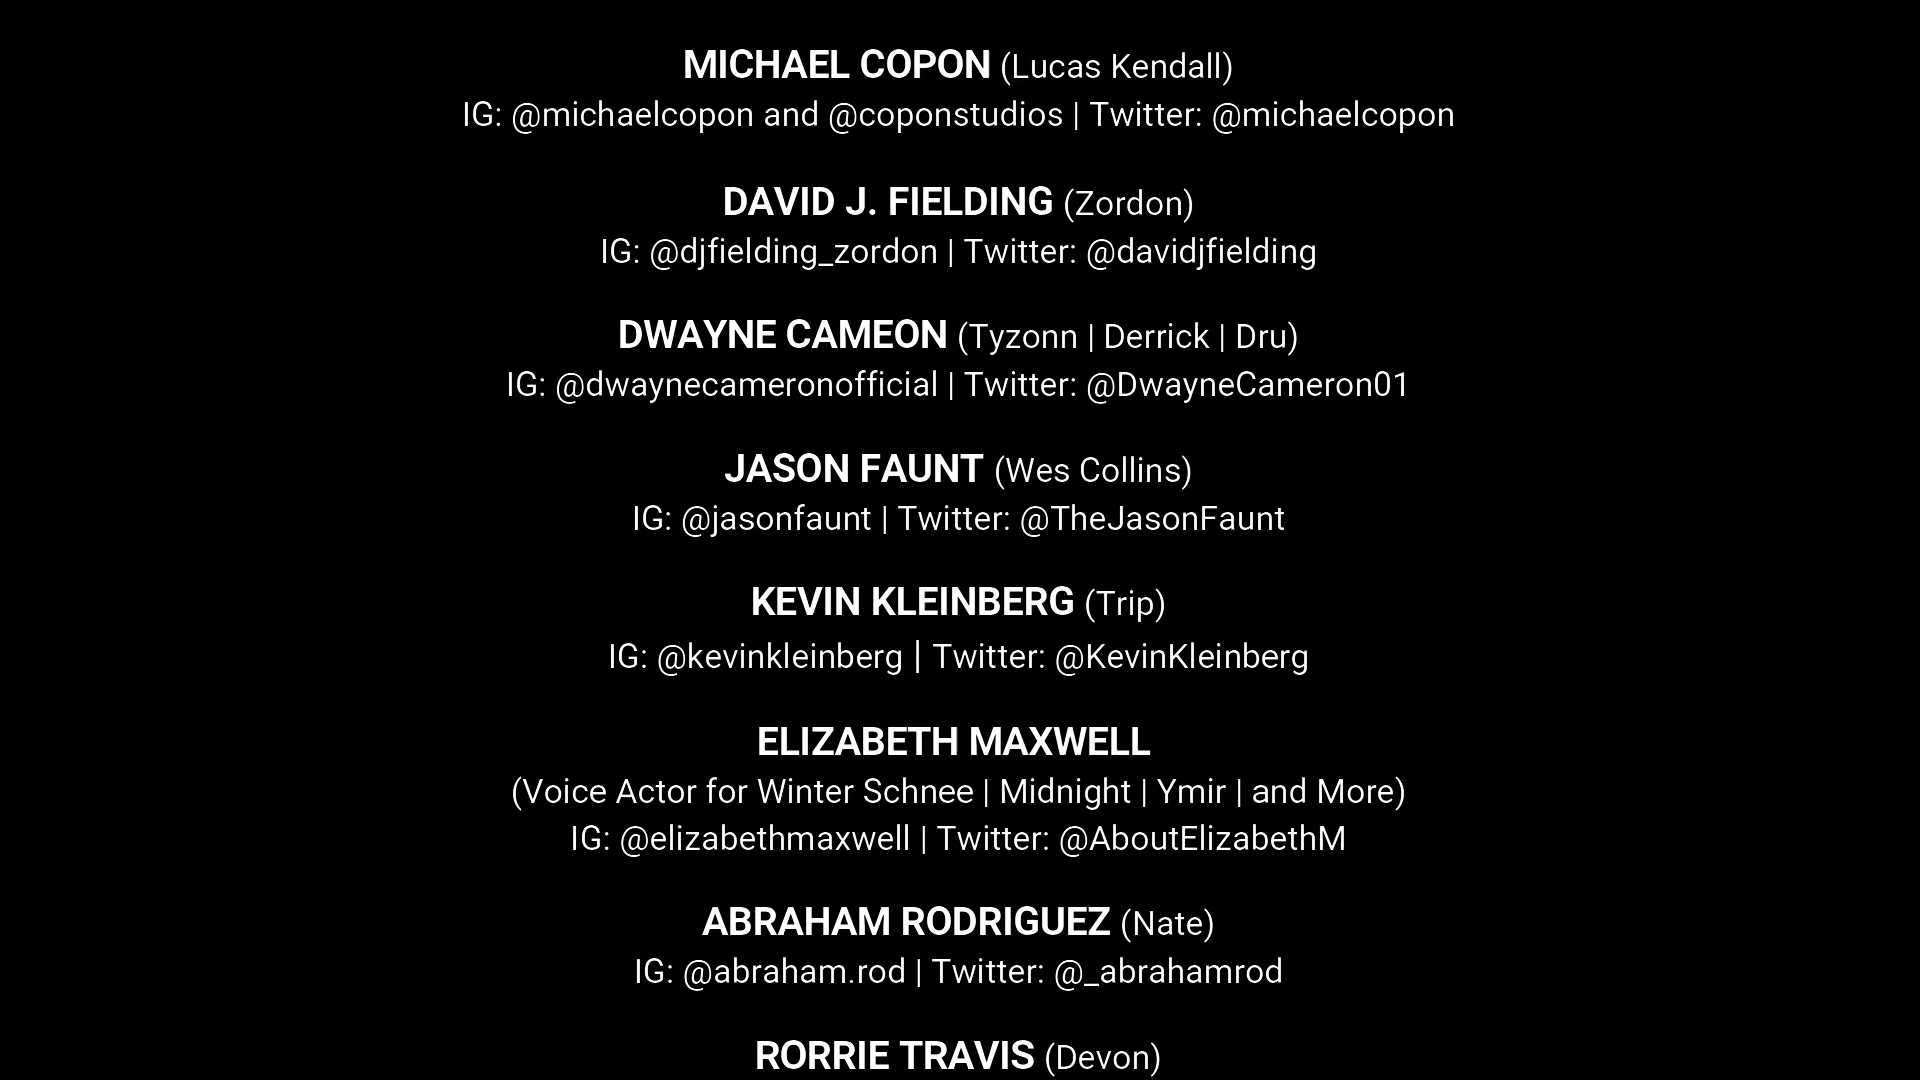 MICHAEL COPON (Lucas Kendall)
IG: @michaelcopon and @coponstudios | Twitter: @michaelcopon
DAVID J. FIELDING (Zordon)
IG: @djfielding_zordon | Twitter: @davidjfielding
DWAYNE CAMEON (Tyzonn | Derrick | Dru)
IG: @dwaynecameronofficial | Twitter: @DwayneCameron01
JASON FAUNT (Wes Collins)
IG: @jasonfaunt | Twitter: @TheJasonFaunt
KEVIN KLEINBERG (Trip)
IG: @kevinkleinberg | Twitter: @KevinKleinberg
ELIZABETH MAXWELL
(Voice Actor for Winter Schnee | Midnight | Ymir | and More)
IG: @elizabethmaxwell | Twitter: @AboutElizabethM
ABRAHAM RODRIGUEZ (Nate)
IG: @abraham.rod | Twitter: @_abrahamrod
RORRIE TRAVIS (Devon)